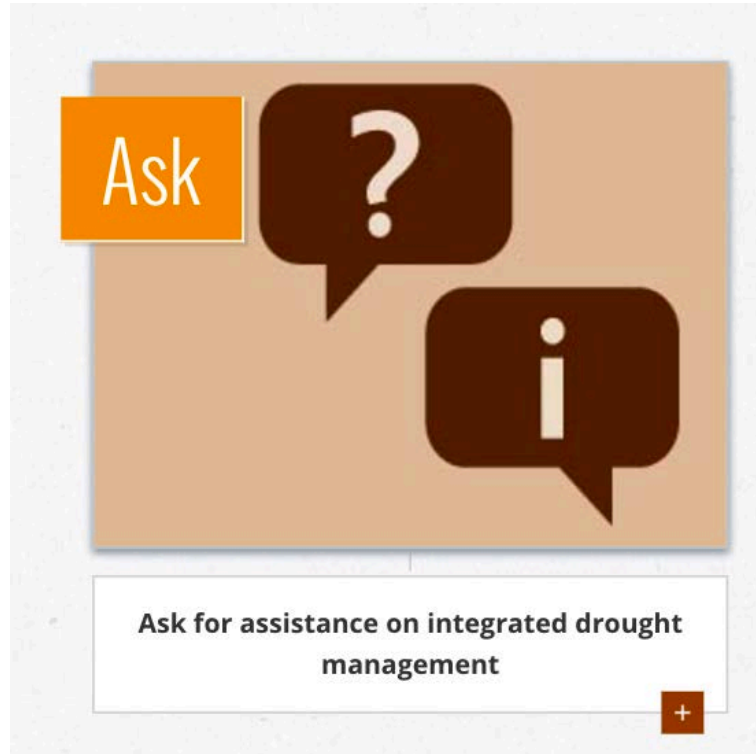 Ask
?
i
Ask for assistance on integrated drought
management
+